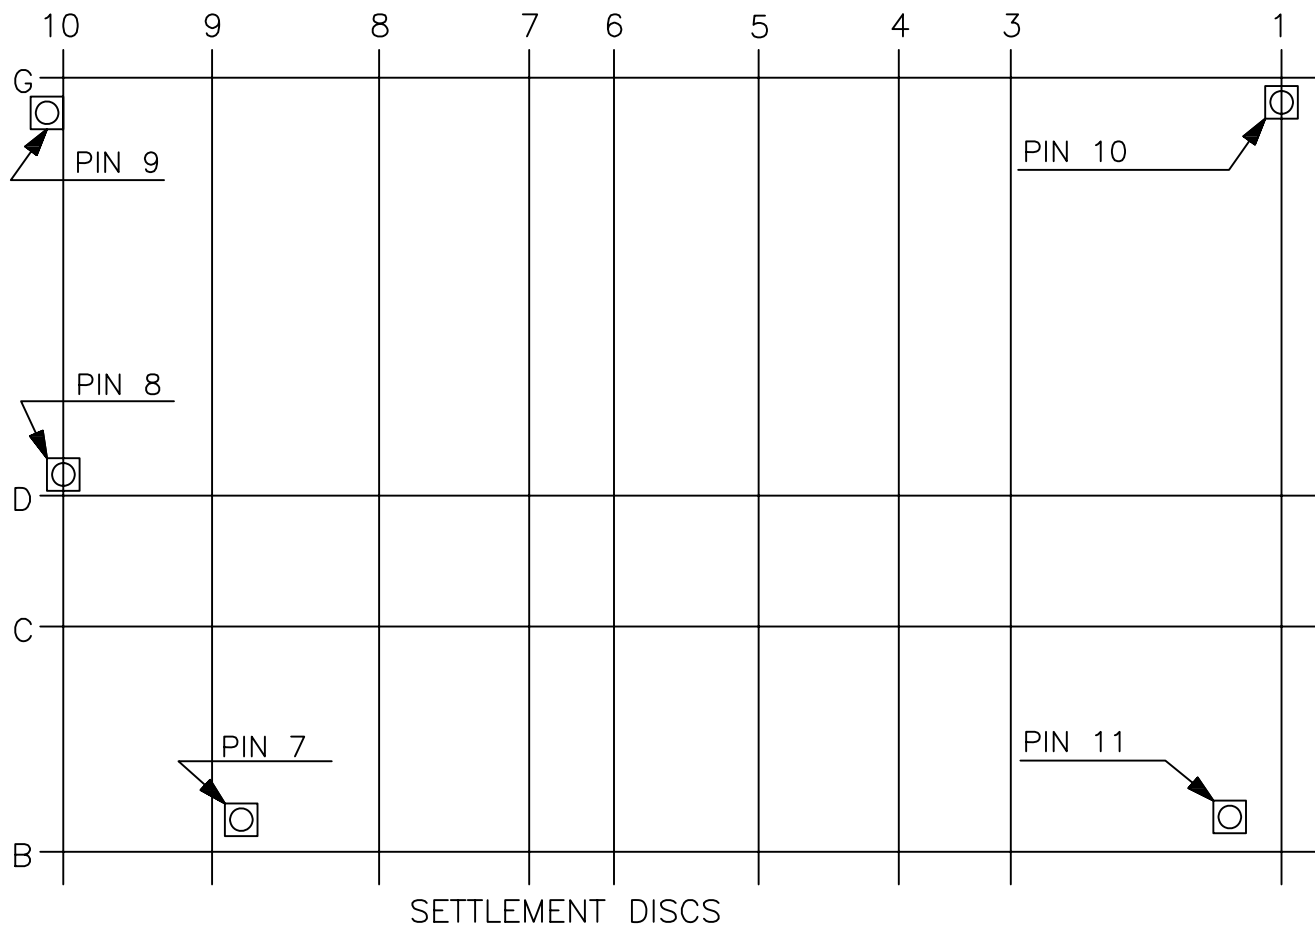 10 9 8 7 6 5 4 3 1
G
PIN 10
PIN 9
PIN 8
D
C
PIN 11
PIN 7
B
SETTLEMENT DISCS